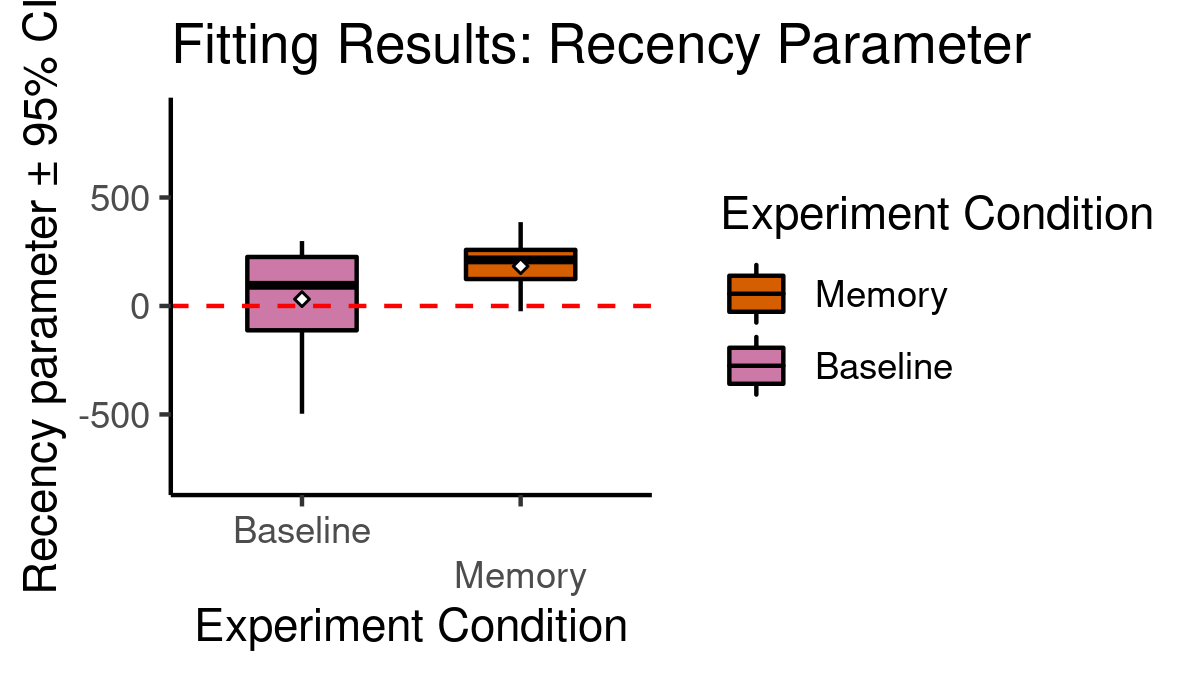 Fitting Results: Recency Parameter
Recency parameter ± 95% CI
500
0
-500
Baseline
Memory
Experiment Condition
Experiment Condition
Memory
Baseline